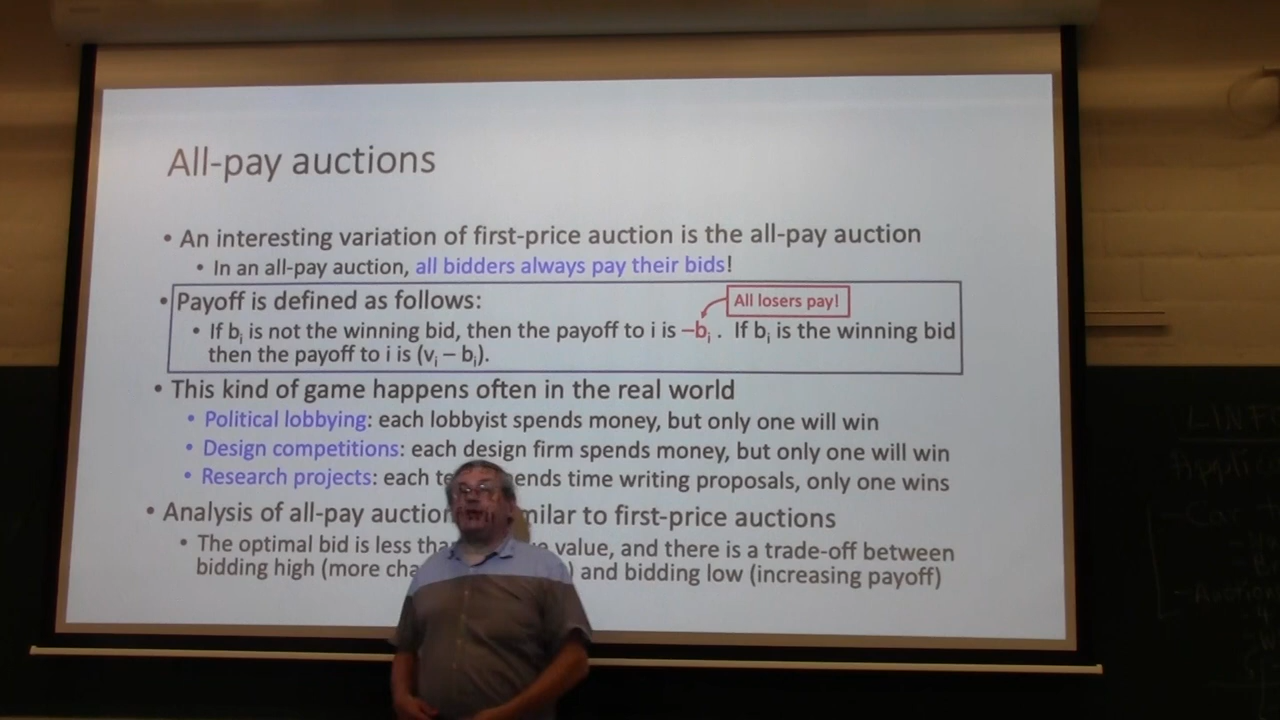 All-pay auctions
• An interesting variation of first-price auction is the all-pay auction
• In an all-pay auction, all bidders always pay their bids!
• Payoff is defined as follows:
All losers pay!
• If bi is not the winning bid, then the payoff to i is –bi . If bi is the winning bid
then the payoff to i is (vi – bi).
• This kind of game happens often in the real world
• Political lobbying: each lobbyist spends money, but only one will win
• Design competitions: each design firm spends money, but only one will win
• Research projects: each time writing proposals, only one wins
• Analysis of all-pay to first-price auctions
• The optimal bid is less value, and there is a trade-off between
bidding high (more and bidding low (increasing payoff)